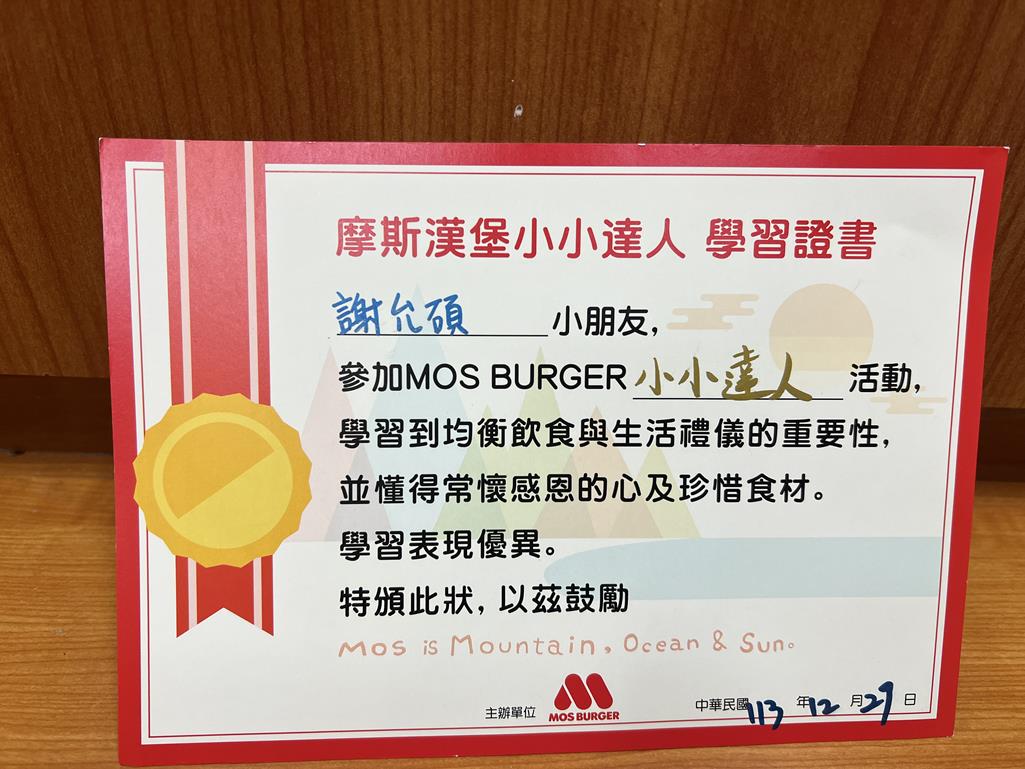 摩斯漢堡小小達人 學習證書
謝允碩 小朋友,
參加MOS BURGER 小小達人 活動,
學習到均衡飲食與生活禮儀的重要性,
並懂得常懷感恩的心及珍惜食材。
學習表現優異。
特頒此狀, 以茲鼓勵
Mos is Mountain, Ocean & Sun。
主辦單位 MOS BURGER 中華民國 113 年 12 月 29 日